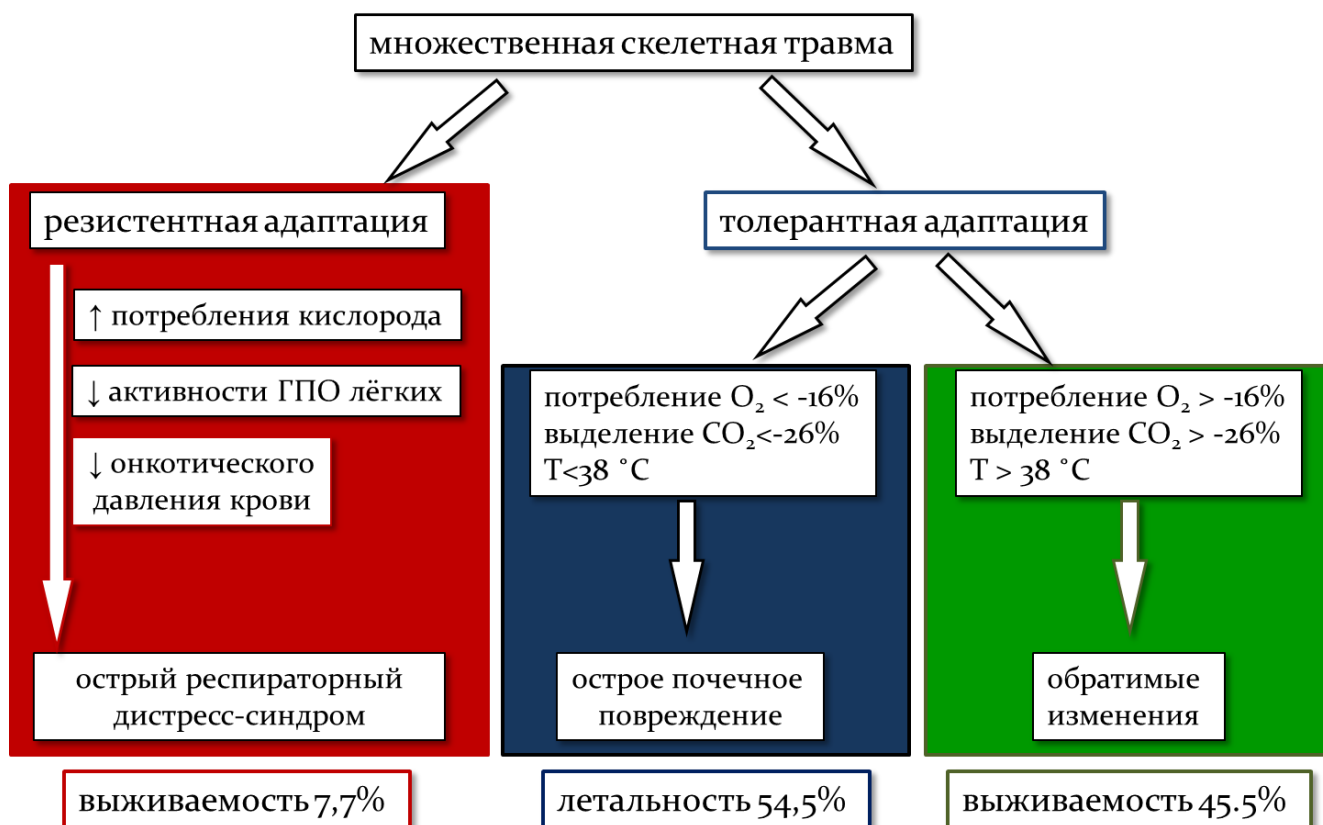 множественная скелетная травма
резистентная адаптация
↑ потребления кислорода
↓ активности ГПО лёгких
↓ онкотического
давления крови
острый респираторный
дистресс-синдром
выживаемость 7,7%
толерантная адаптация
потребление O₂ < -16%
выделение CO₂<-26%
T<38 °C
острое почечное
повреждение
летальность 54,5%
потребление O₂ > -16%
выделение CO₂ > -26%
T > 38 °C
обратимые
изменения
выживаемость 45.5%